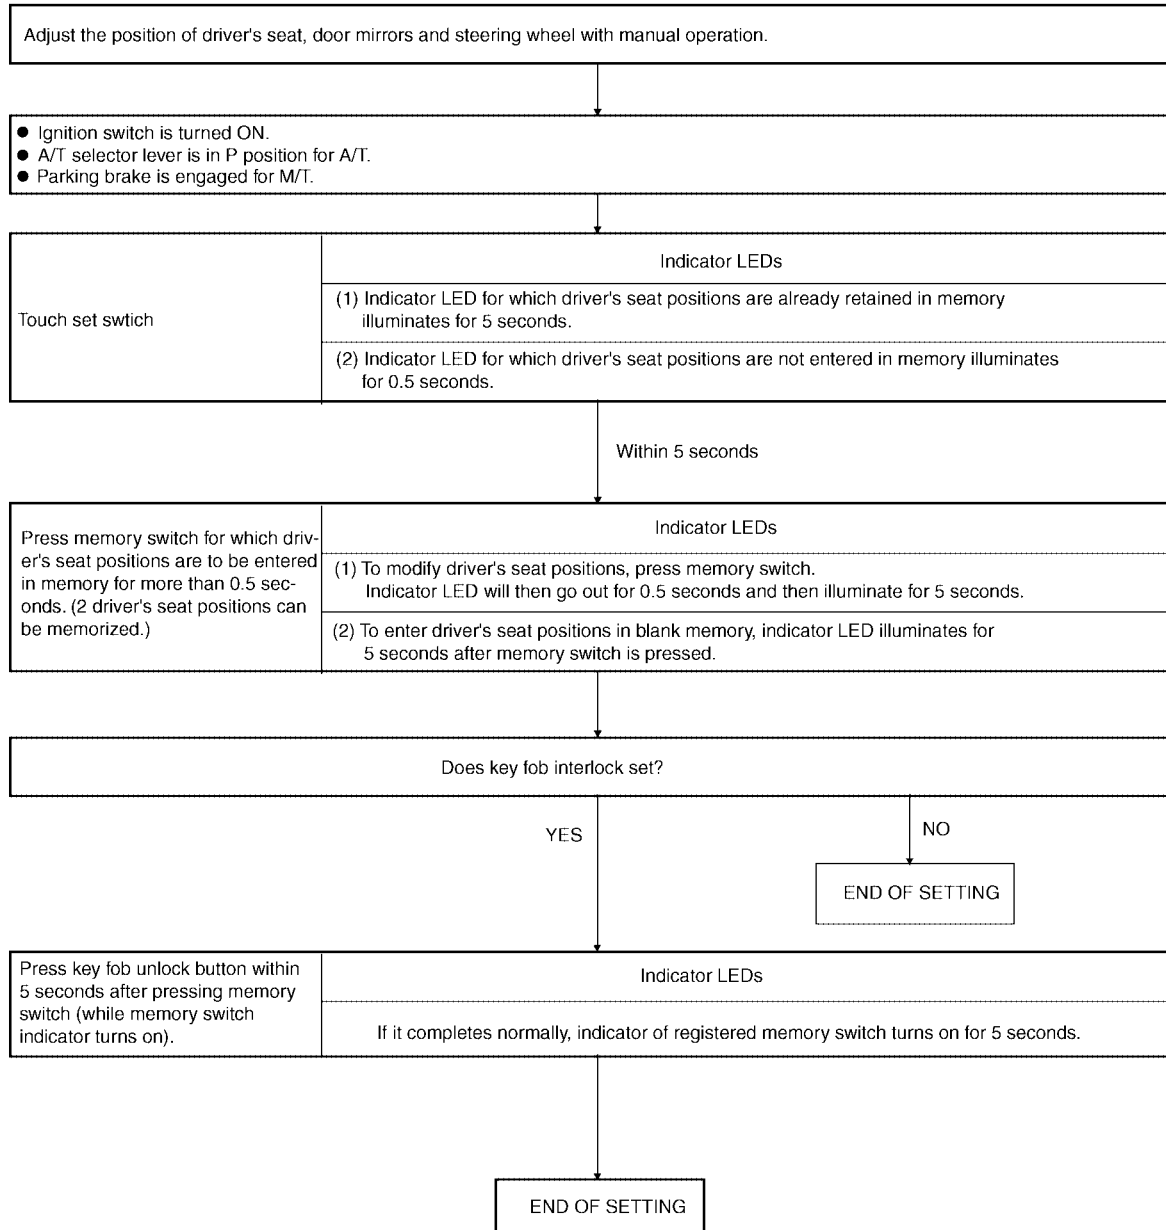 Adjust the position of driver's seat, door mirrors and steering wheel with manual operation.
● Ignition switch is turned ON.
● A/T selector lever is in P position for A/T.
● Parking brake is engaged for M/T.
Touch set swtich
Indicator LEDs
(1) Indicator LED for which driver's seat positions are already retained in memory
illuminates for 5 seconds.
(2) Indicator LED for which driver's seat positions are not entered in memory illuminates
for 0.5 seconds.
Within 5 seconds
Press memory switch for which driv-
er's seat positions are to be entered
in memory for more than 0.5 sec-
onds. (2 driver's seat positions can
be memorized.)
Indicator LEDs
(1) To modify driver's seat positions, press memory switch.
Indicator LED will then go out for 0.5 seconds and then illuminate for 5 seconds.
(2) To enter driver's seat positions in blank memory, indicator LED illuminates for
5 seconds after memory switch is pressed.
Does key fob interlock set?
YES
NO
END OF SETTING
Press key fob unlock button within
5 seconds after pressing memory
switch (while memory switch
indicator turns on).
Indicator LEDs
If it completes normally, indicator of registered memory switch turns on for 5 seconds.
END OF SETTING